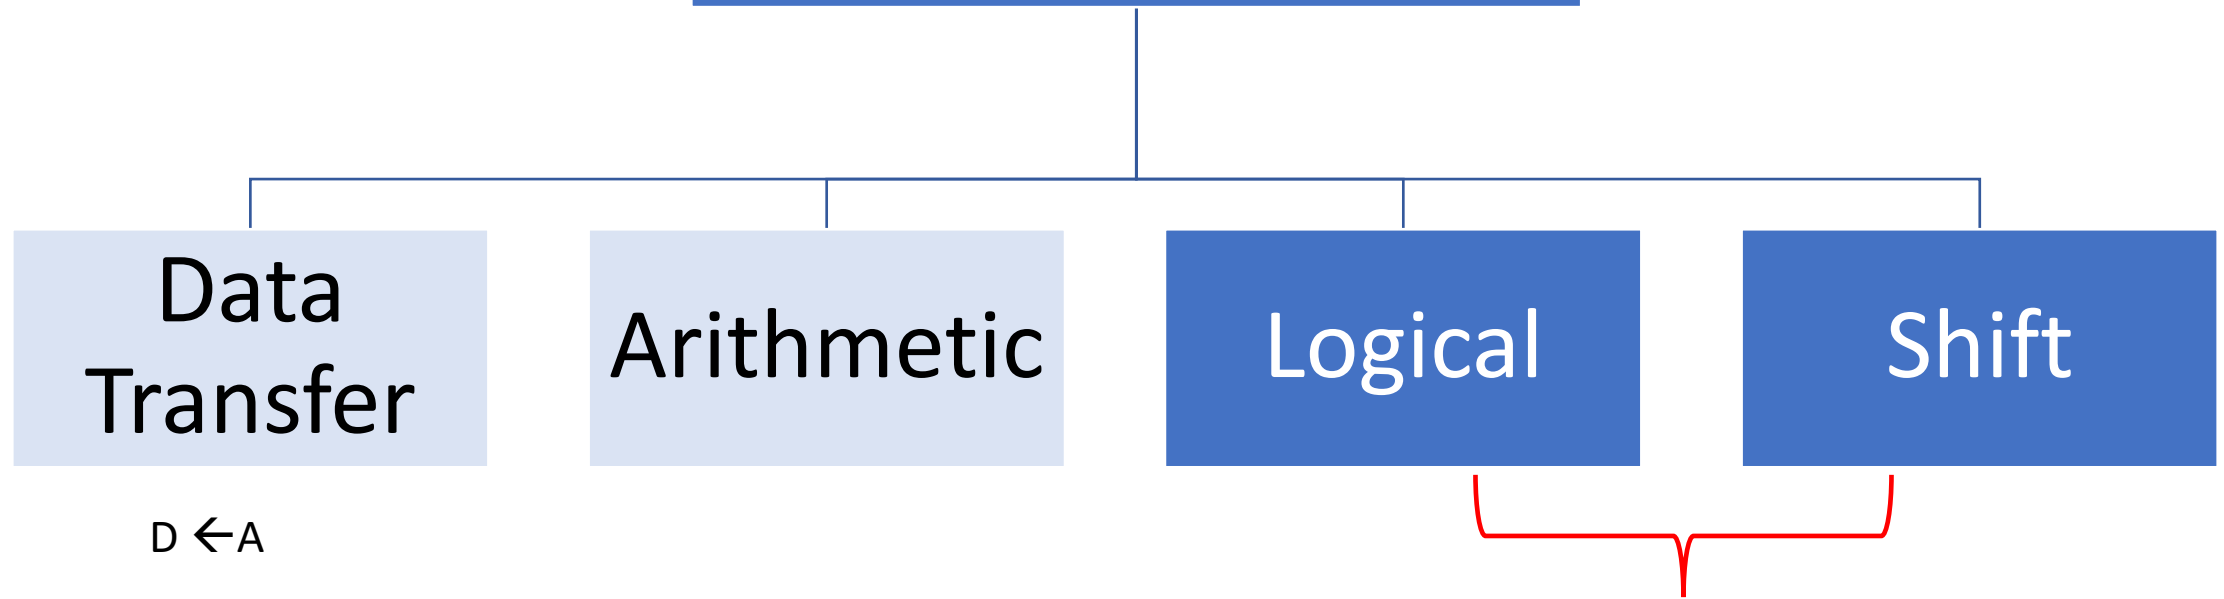 Data
Transfer
Arithmetic
Logical
Shift
D ←A